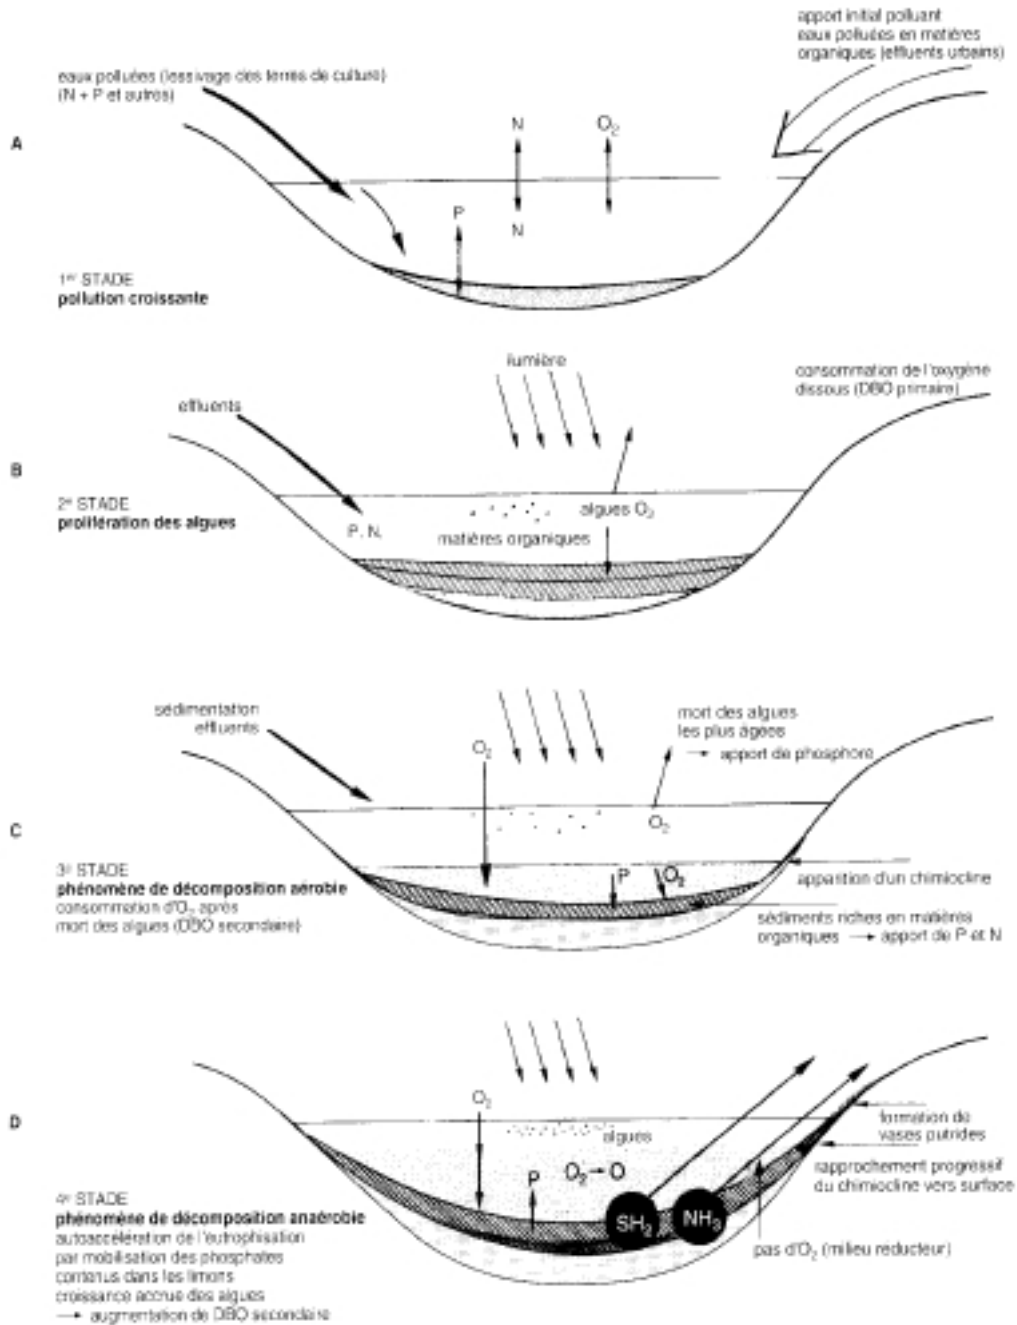 apport initial polluant
eaux polluées en matières
organiques (effluents urbains)
eaux polluées (lessivage des terres de culture)
(N + P et autres)
A
N
O2
P
N
1er STADE
pollution croissante
lumière
consommation de l'oxygène
dissous (DBO primaire)
effluents
B
2e STADE
prolifération des algues
P. N.
algues O2
matières organiques
sédimentation
effluents
mort des algues
les plus âgées
→ apport de phosphore
O2
O2
C
3e STADE
phénomène de décomposition aérobie
consommation d'O2 après
mort des algues (DBO secondaire)
P
O2
apparition d'un chimiocline
sédiments riches en matières
organiques → apport de P et N
O2
D
algues
formation de
vases putrides
O2 → O
P
rapprochement progressif
du chimiocline vers surface
SH2
NH3
pas d'O2 (milieu réducteur)
4e STADE
phénomène de décomposition anaérobie
autoaccélération de l'eutrophisation
par mobilisation des phosphates
contenus dans les limons
croissance accrue des algues
→ augmentation de DBO secondaire